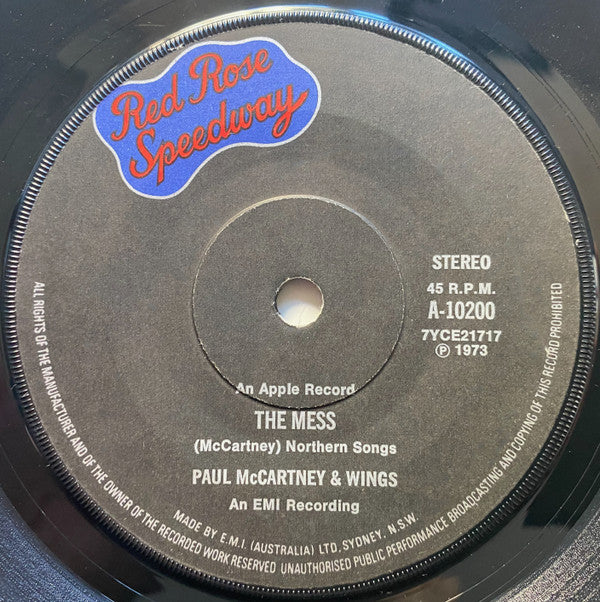 Red Rose
Speedway
STEREO
45 R.P.M.
A-10200
7YCE21717
Ⓟ 1973
An Apple Record
THE MESS
(McCartney) Northern Songs
PAUL McCARTNEY & WINGS
An EMI Recording
MADE BY E.M.I. (AUSTRALIA) LTD. SYDNEY, N.S.W.
ALL RIGHTS OF THE MANUFACTURER AND OF THE OWNER OF THE RECORDED WORK RESERVED UNAUTHORISED PUBLIC PERFORMANCE BROADCASTING AND COPYING OF THIS RECORD PROHIBITED